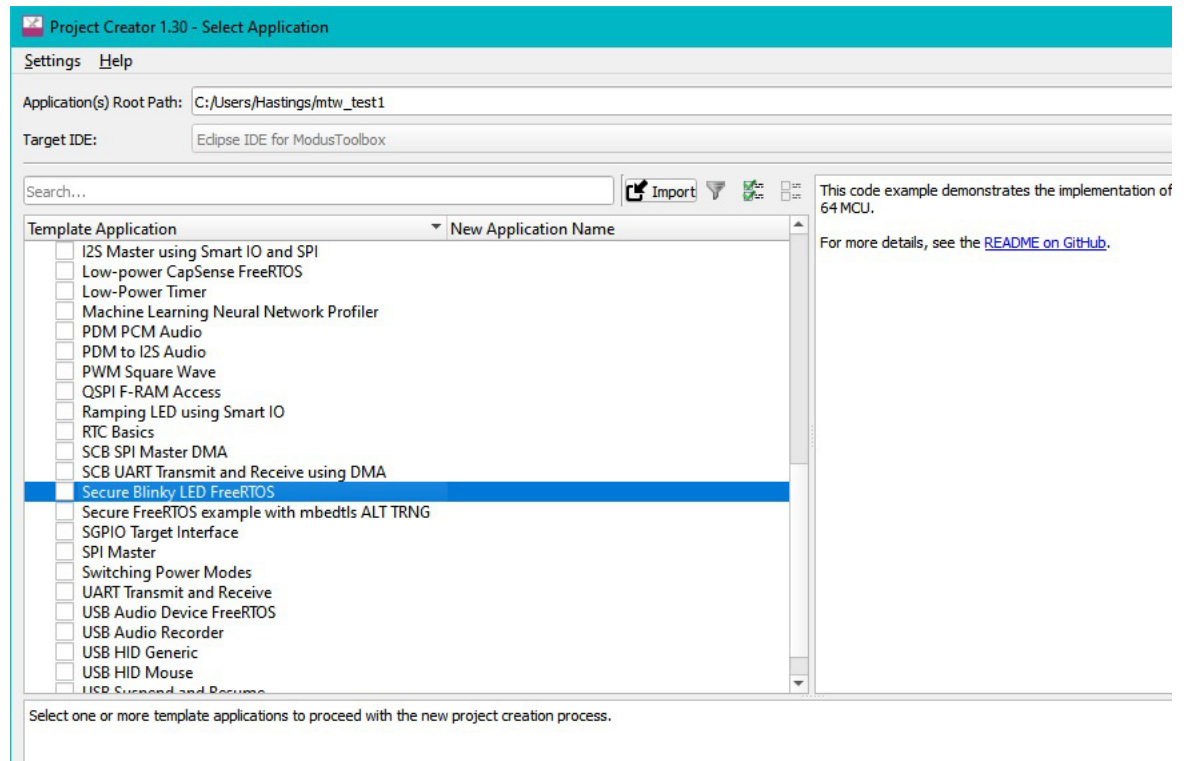 Project Creator 1.30 - Select Application
Settings Help
Application(s) Root Path: C:/Users/Hastings/mtw_test1
Target IDE: Eclipse IDE for ModusToolbox
Search...
Import
Template Application New Application Name
I2S Master using Smart IO and SPI
Low-power CapSense FreeRTOS
Low-Power Timer
Machine Learning Neural Network Profiler
PDM PCM Audio
PDM to I2S Audio
PWM Square Wave
QSPI F-RAM Access
Ramping LED using Smart IO
RTC Basics
SCB SPI Master DMA
SCB UART Transmit and Receive using DMA
Secure Blinky LED FreeRTOS
Secure FreeRTOS example with mbedtls ALT TRNG
SGPIO Target Interface
SPI Master
Switching Power Modes
UART Transmit and Receive
USB Audio Device FreeRTOS
USB Audio Recorder
USB HID Generic
USB HID Mouse
USB Suspend and Resume
This code example demonstrates the implementation of
64 MCU.
For more details, see the README on GitHub.
Select one or more template applications to proceed with the new project creation process.